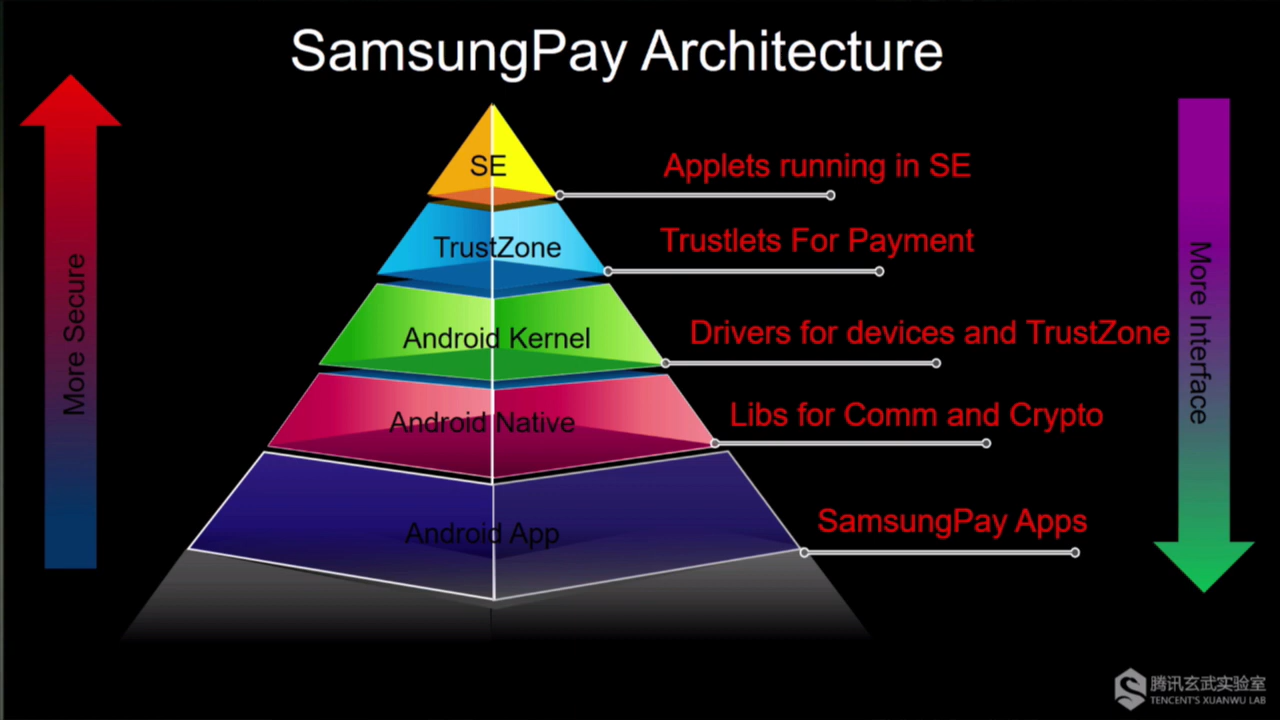 SamsungPay Architecture
More Secure
SE
Applets running in SE
TrustZone
Trustlets For Payment
Android Kernel
Drivers for devices and TrustZone
Android Native
Libs for Comm and Crypto
Android App
SamsungPay Apps
More Interface
腾讯玄武实验室
TENCENT'S XUANWU LAB